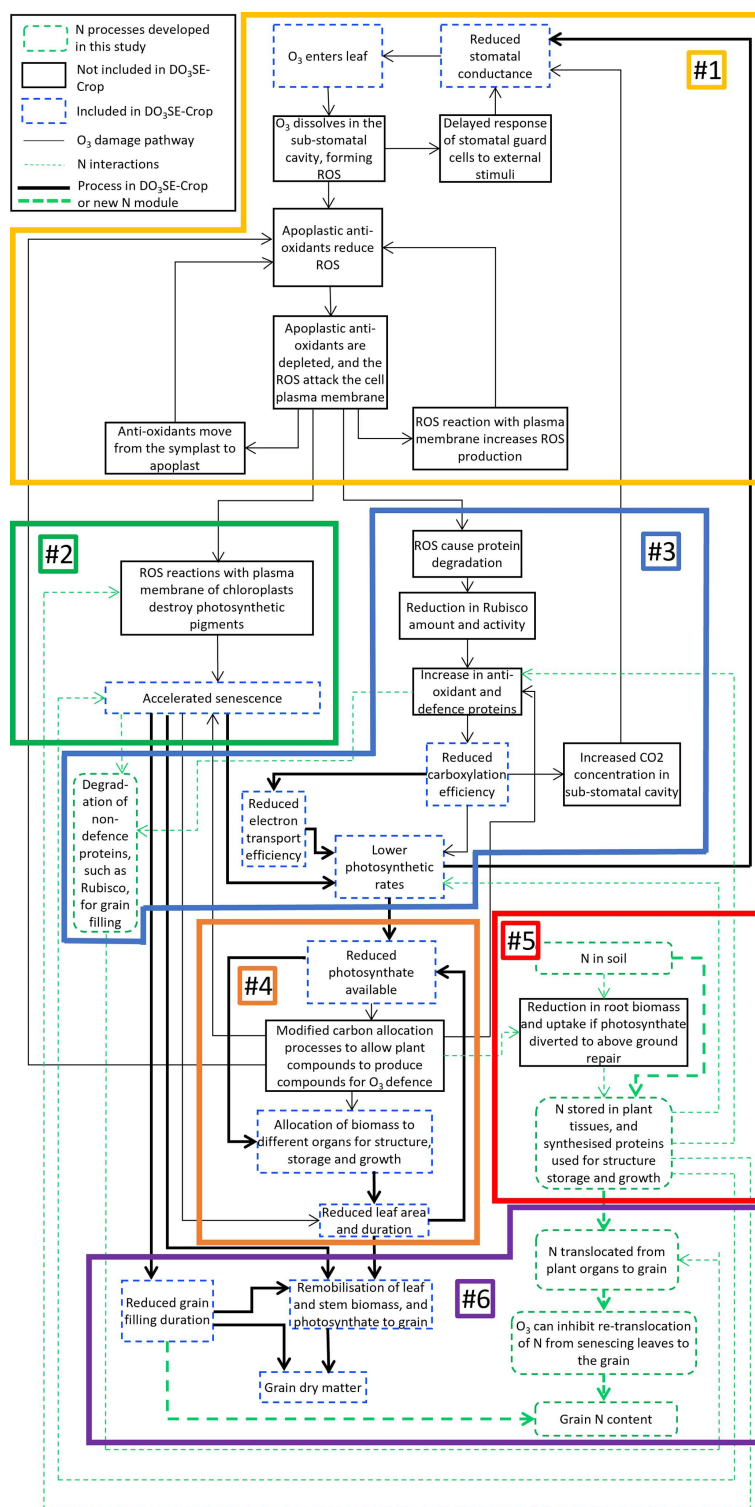 N processes developed
in this study
Not included in DO₃SE-
Crop
Included in DO₃SE-Crop
O₃ damage pathway
N interactions
Process in DO₃SE-Crop
or new N module
#1
O₃ enters leaf
Reduced
stomatal
conductance
O₃ dissolves in the
sub-stomatal
cavity, forming
ROS
Delayed response
of stomatal guard
cells to external
stimuli
Apoplastic anti-
oxidants reduce
ROS
Apoplastic anti-
oxidants are
depleted, and the
ROS attack the cell
plasma membrane
Anti-oxidants move
from the symplast to
apoplast
ROS reaction with plasma
membrane increases ROS
production
#2
ROS reactions with plasma
membrane of chloroplasts
destroy photosynthetic
pigments
Accelerated senescence
#3
ROS cause protein
degradation
Reduction in Rubisco
amount and activity
Increase in anti-
oxidant and
defence proteins
Reduced
carboxylation
efficiency
Increased CO2
concentration in
sub-stomatal cavity
Degrad-
ation of
non-
defence
proteins,
such as
Rubisco,
for grain
filling
Reduced
electron
transport
efficiency
Lower
photosynthetic
rates
#4
Reduced
photosynthate
available
Modified carbon allocation
processes to allow plant
compounds to produce
compounds for O₃ defence
Allocation of biomass to
different organs for structure,
storage and growth
Reduced leaf area
and duration
#5
N in soil
Reduction in root biomass
and uptake if photosynthate
diverted to above ground
repair
N stored in plant
tissues, and
synthesised proteins
used for structure
storage and growth
#6
N translocated from
plant organs to grain
Reduced grain
filling duration
Remobilisation of leaf
and stem biomass, and
photosynthate to grain
O₃ can inhibit re-translocation
of N from senescing leaves to
the grain
Grain dry matter
Grain N content